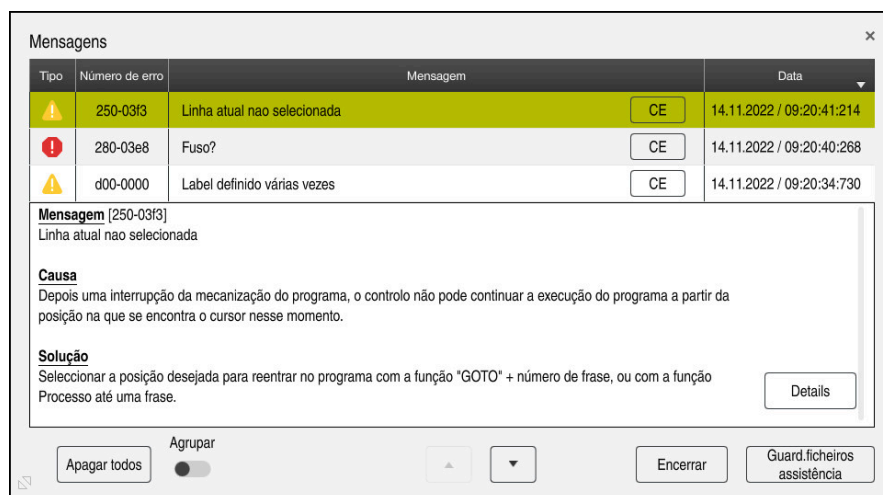 Mensagens
Tipo Número de erro Mensagem Data
250-03f3 Linha atual nao selecionada CE 14.11.2022 / 09:20:41:214
280-03e8 Fuso? CE 14.11.2022 / 09:20:40:268
d00-0000 Label definido várias vezes CE 14.11.2022 / 09:20:34:730
Mensagem [250-03f3]
Linha atual nao selecionada
Causa
Depois uma interrupção da mecanização do programa, o controlo não pode continuar a execução do programa a partir da
posição na que se encontra o cursor nesse momento.
Solução
Seleccionar a posição desejada para reentrar no programa com a função "GOTO" + número de frase, ou com a função
Processo até uma frase.
Details
Apagar todos
Agrupar
Encerrar
Guard.ficheiros
assistência